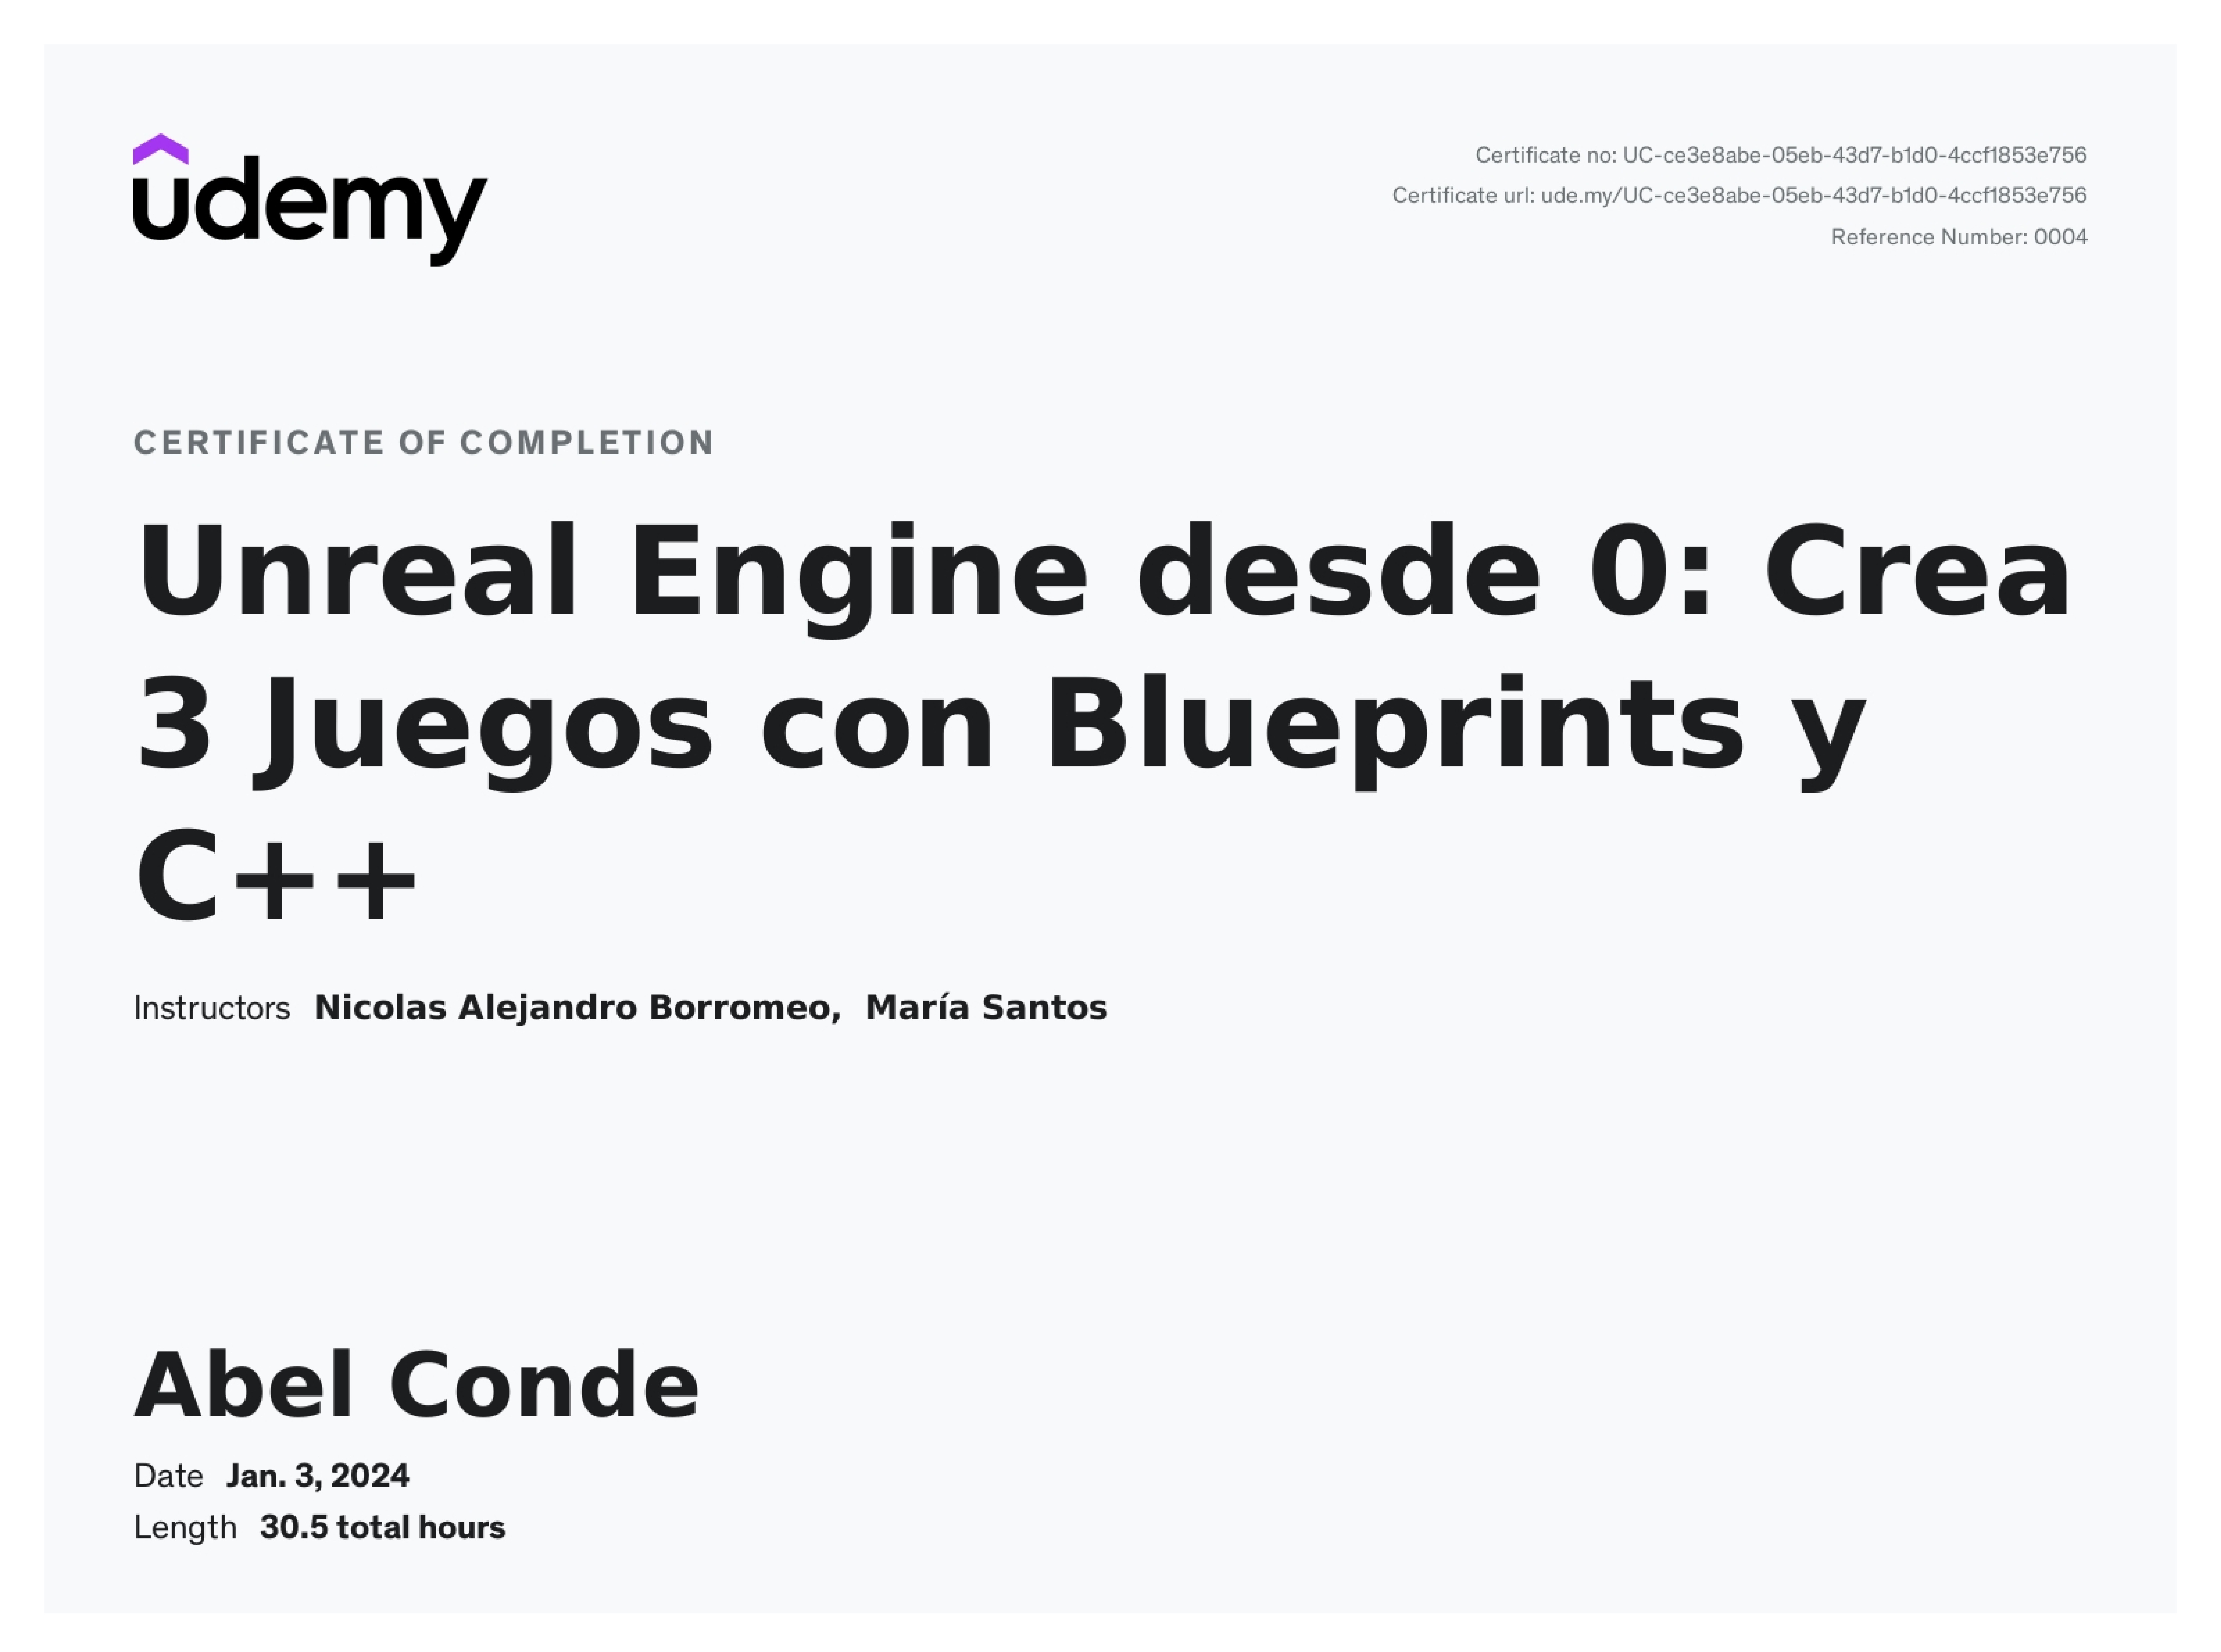 udemy
Certificate no: UC-ce3e8abe-05eb-43d7-b1d0-4ccf1853e756
Certificate url: ude.my/UC-ce3e8abe-05eb-43d7-b1d0-4ccf1853e756
Reference Number: 0004
CERTIFICATE OF COMPLETION
Unreal Engine desde 0: Crea
3 Juegos con Blueprints y
C++
Instructors Nicolas Alejandro Borromeo, María Santos
Abel Conde
Date Jan. 3, 2024
Length 30.5 total hours